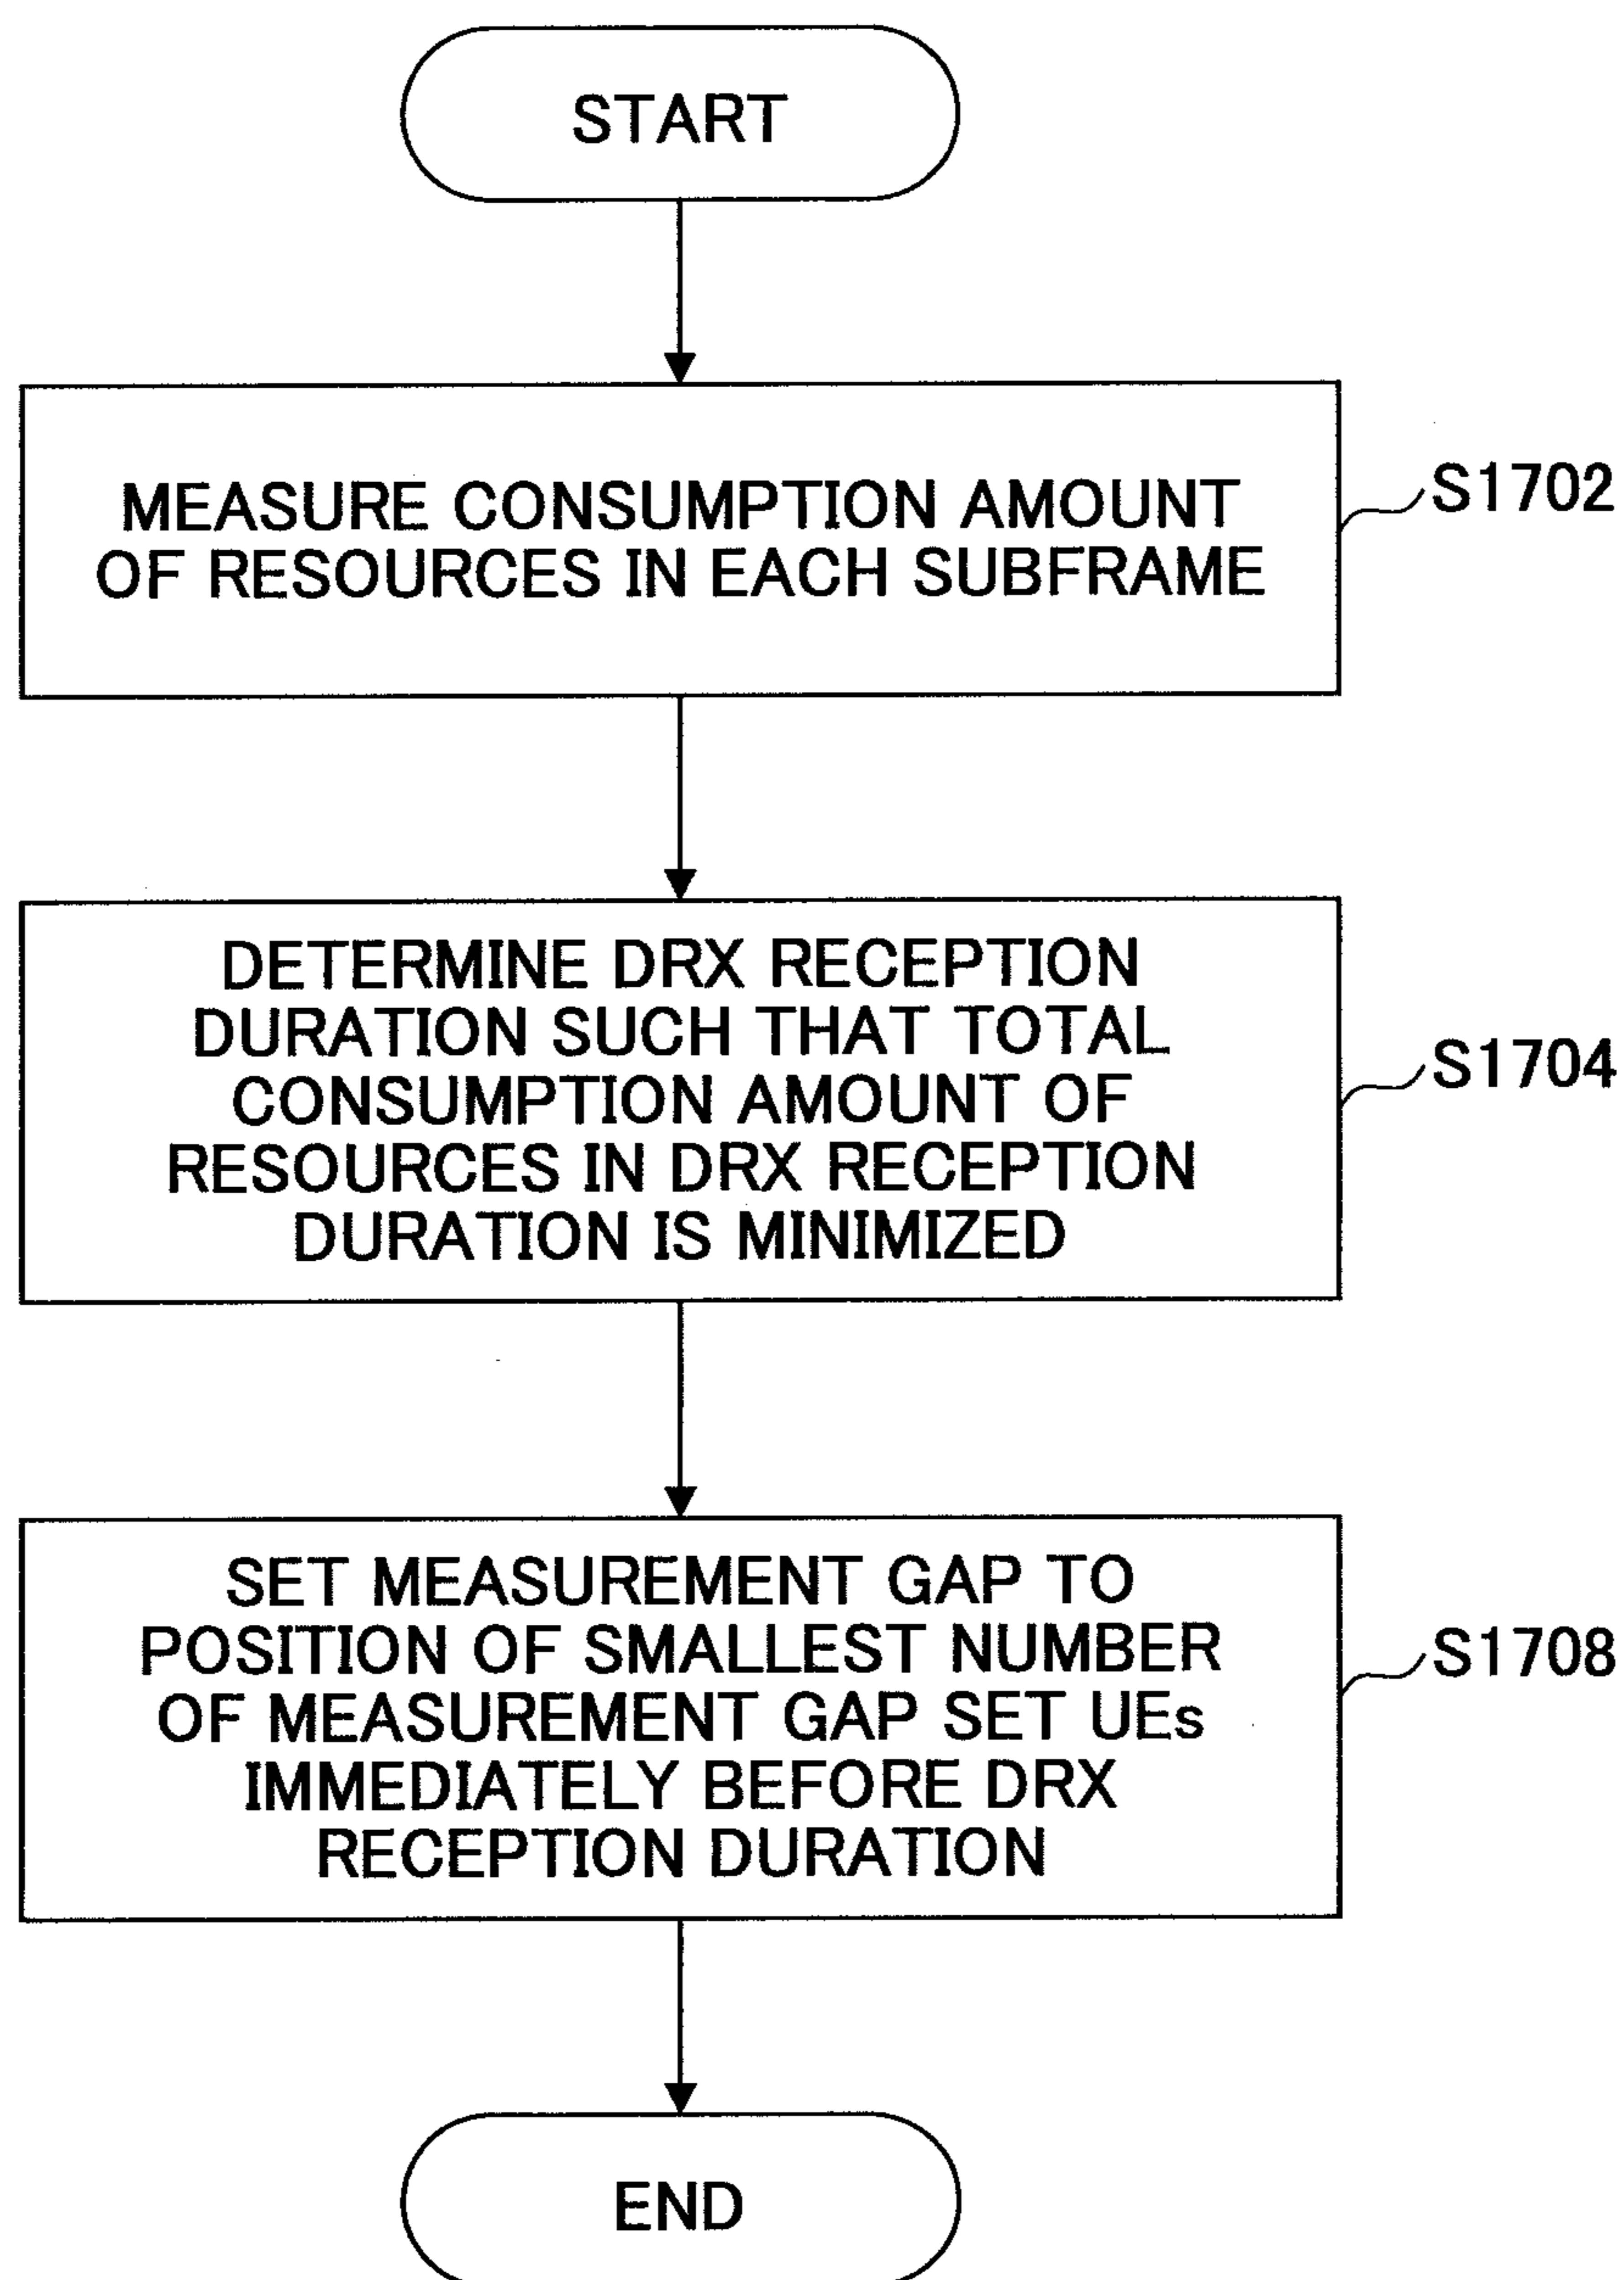 START
MEASURE CONSUMPTION AMOUNT
OF RESOURCES IN EACH SUBFRAME
S1702
DETERMINE DRX RECEPTION
DURATION SUCH THAT TOTAL
CONSUMPTION AMOUNT OF
RESOURCES IN DRX RECEPTION
DURATION IS MINIMIZED
S1704
SET MEASUREMENT GAP TO
POSITION OF SMALLEST NUMBER
OF MEASUREMENT GAP SET UEs
IMMEDIATELY BEFORE DRX
RECEPTION DURATION
S1708
END